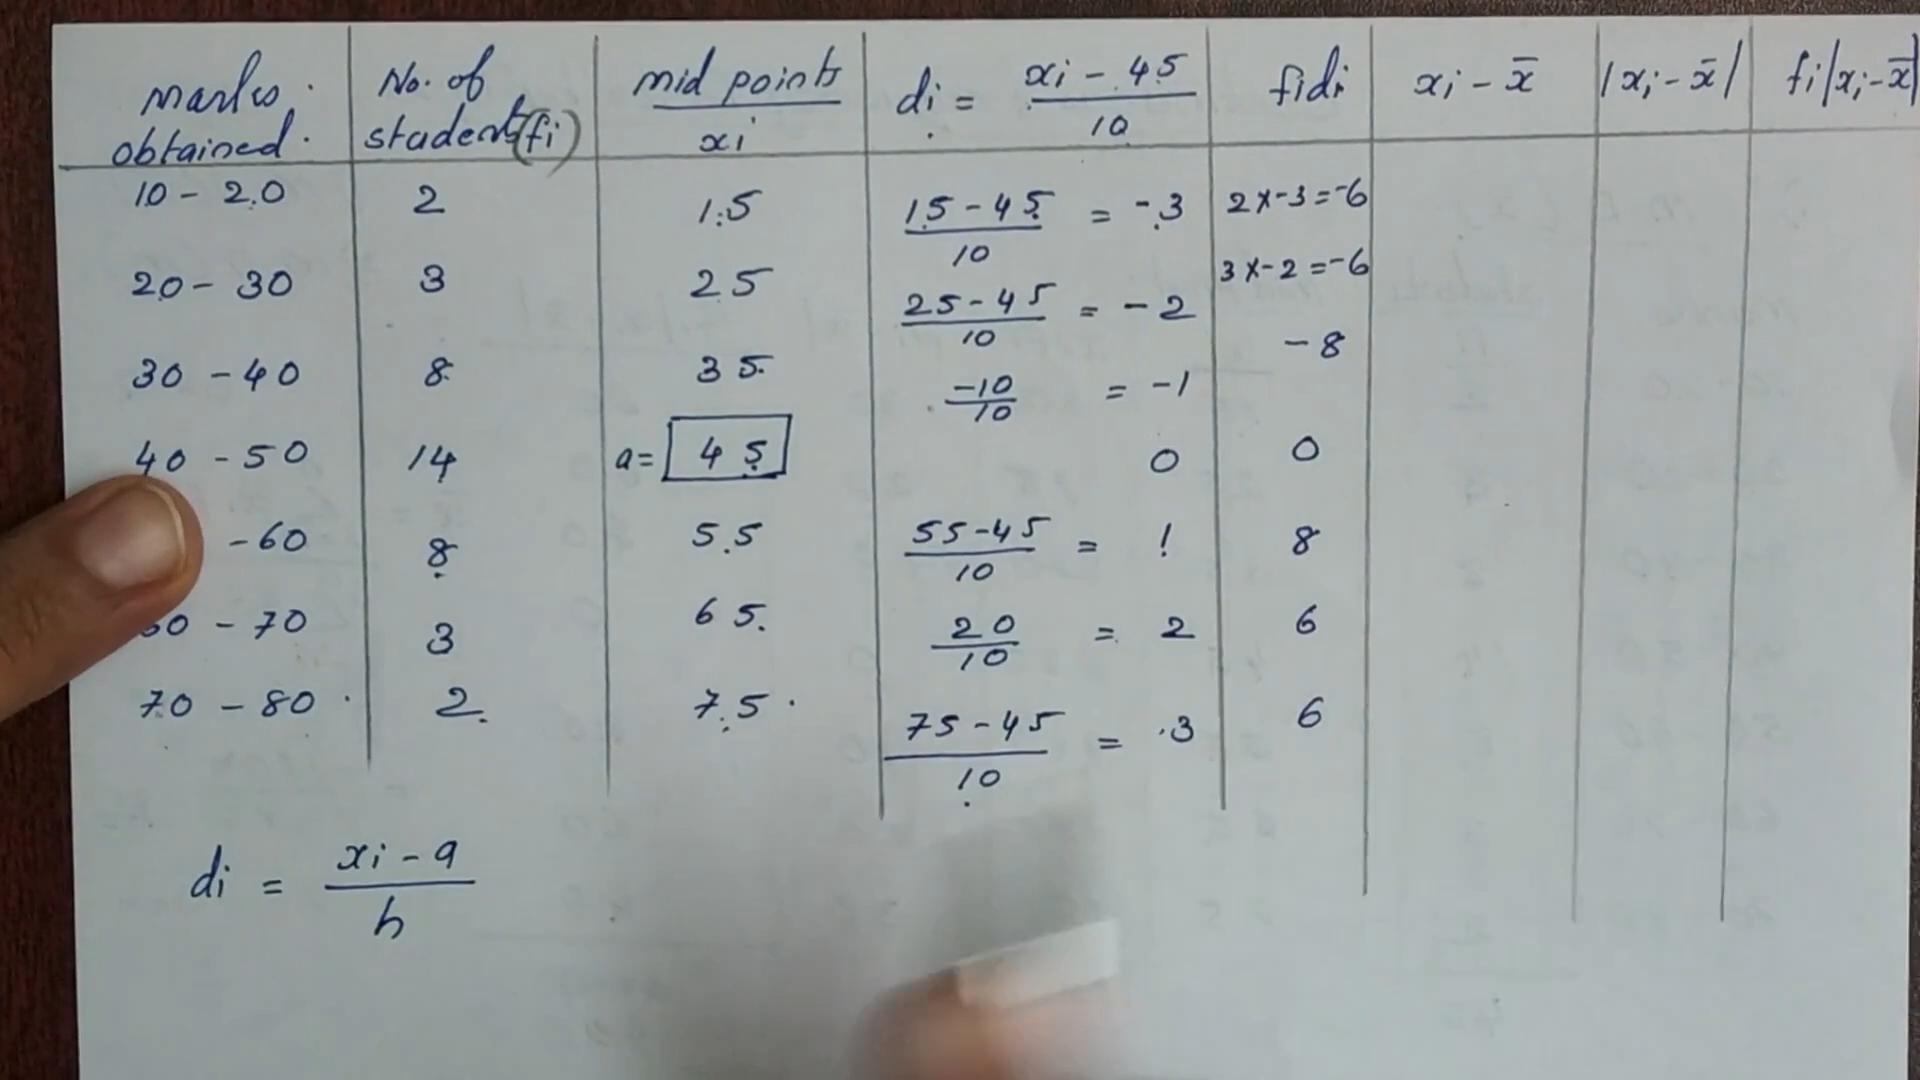 marks obtained. No. of students (fi) mid points xi di = xi - 45 / 10 fidi xi - x̄ |xi - x̄| fi|xi - x̄|
10 - 20 2 15 15 - 45 / 10 = -3 2 x -3 = -6
20 - 30 3 25 25 - 45 / 10 = -2 3 x -2 = -6
30 - 40 8 35 -10 / 10 = -1 -8
40 - 50 14 a = 45 0 0
- 60 8 55 55 - 45 / 10 = 1 8
60 - 70 3 65 20 / 10 = 2 6
70 - 80 2 75 75 - 45 / 10 = 3 6
di = xi - a / h